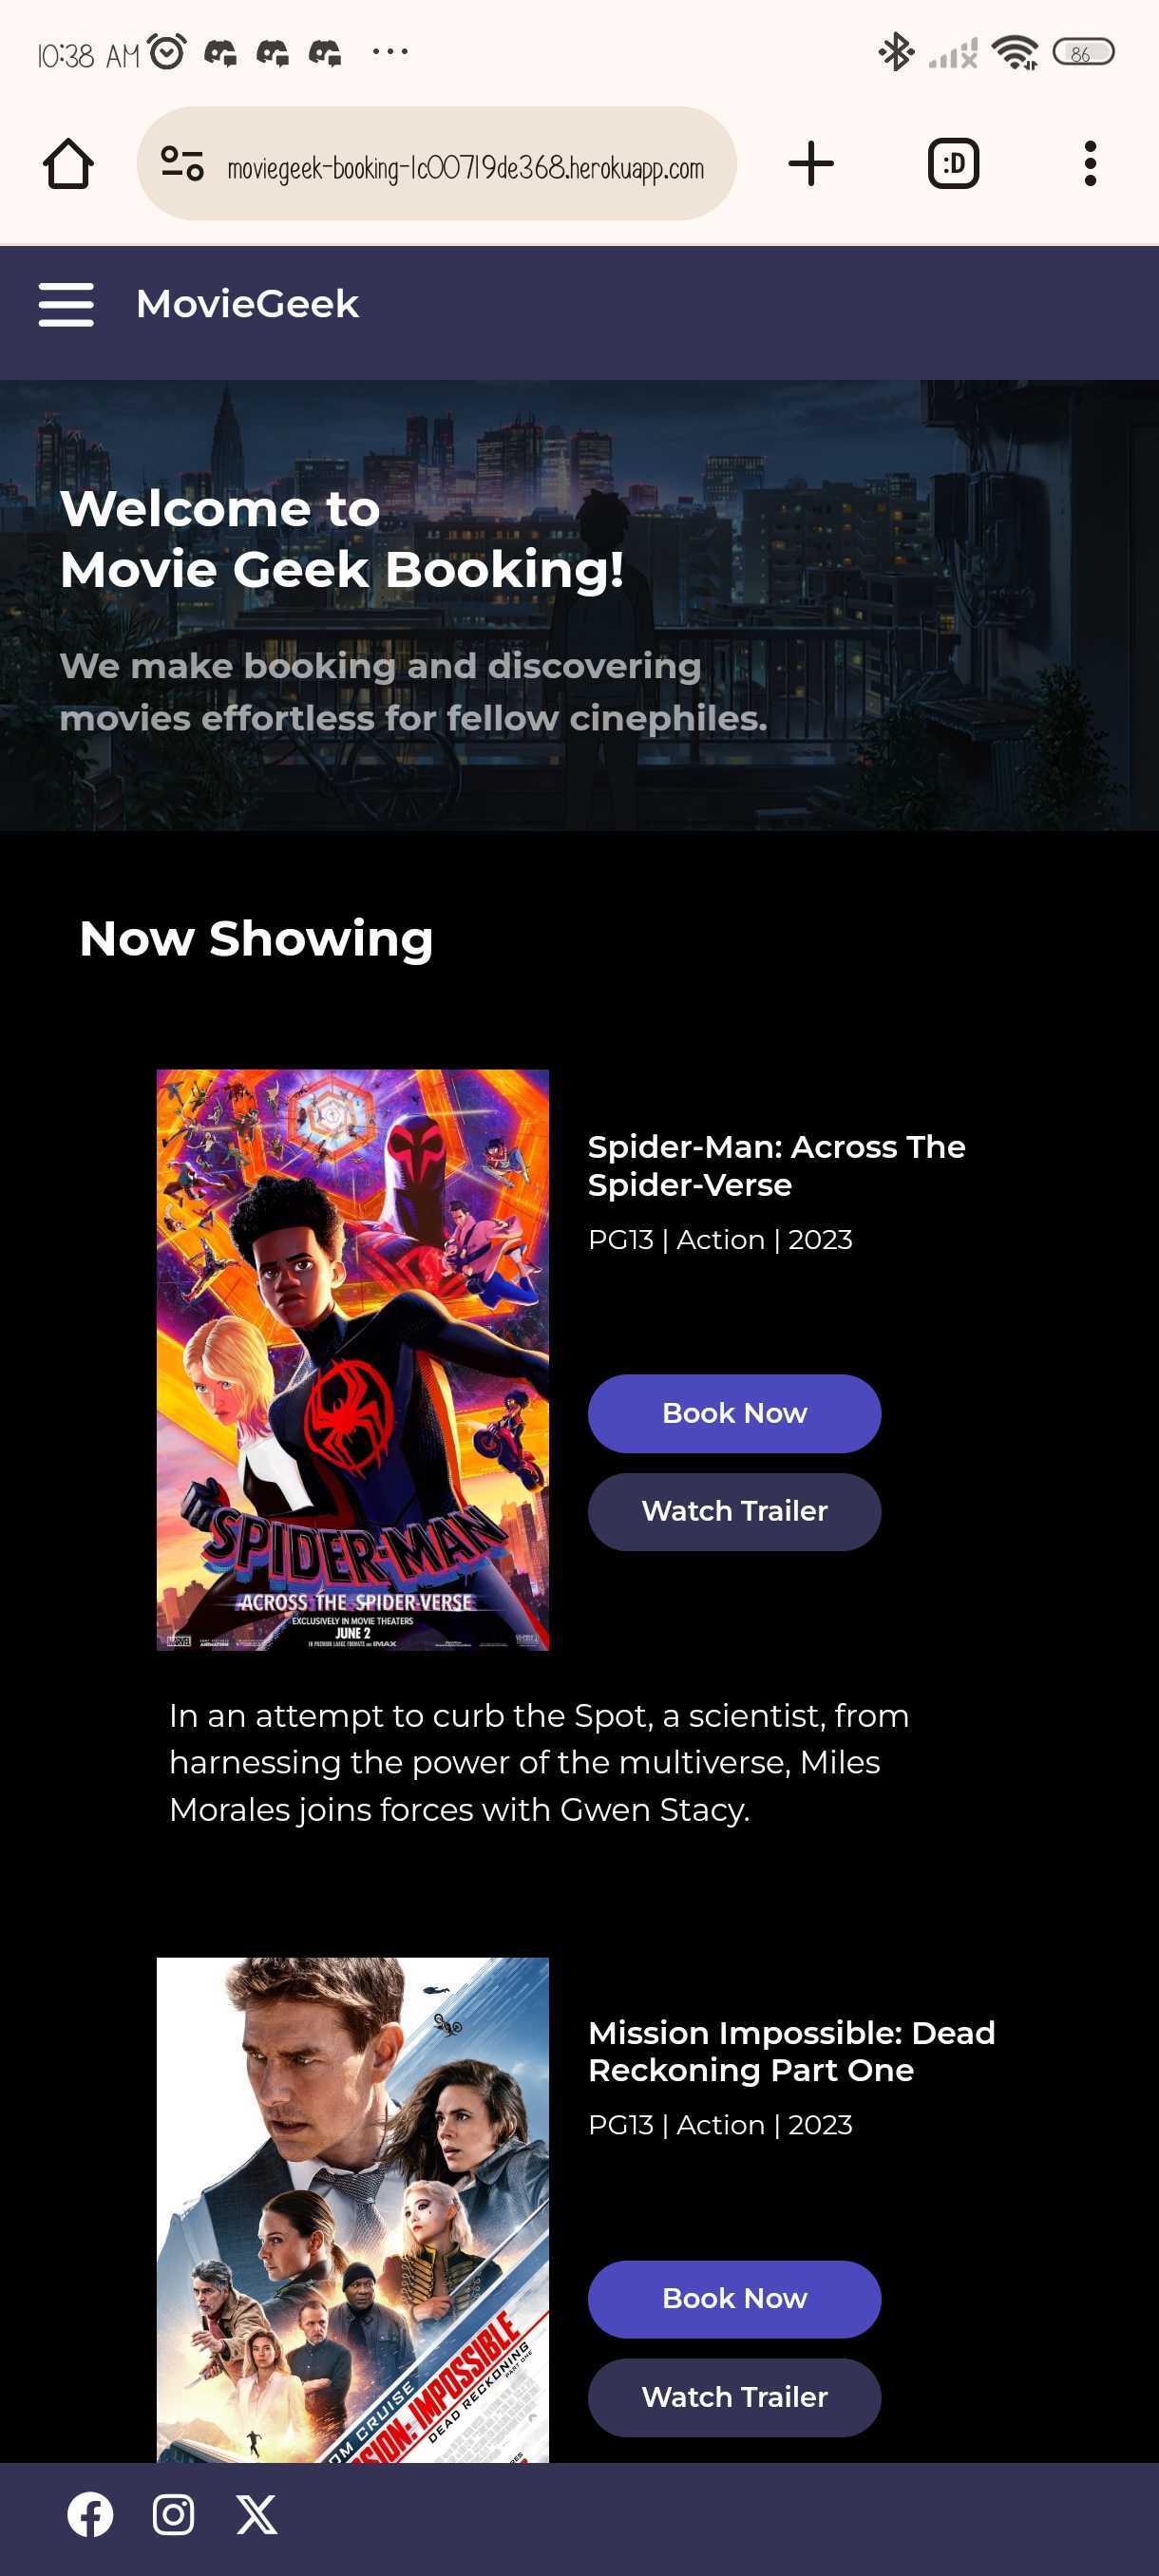 10:38 AM
86
moviegeek-booking-1c00719de368.herokuapp.com
:D
MovieGeek
Welcome to
Movie Geek Booking!
We make booking and discovering
movies effortless for fellow cinephiles.
Now Showing
SPIDER-MAN
ACROSS THE SPIDER-VERSE
EXCLUSIVELY IN MOVIE THEATERS
JUNE 2
MARVEL
Spider-Man: Across The
Spider-Verse
PG13 | Action | 2023
Book Now
Watch Trailer
In an attempt to curb the Spot, a scientist, from
harnessing the power of the multiverse, Miles
Morales joins forces with Gwen Stacy.
OM CRUISE
SION: IMPOSSIBLE
DEAD RECKONING
PART ONE
Mission Impossible: Dead
Reckoning Part One
PG13 | Action | 2023
Book Now
Watch Trailer